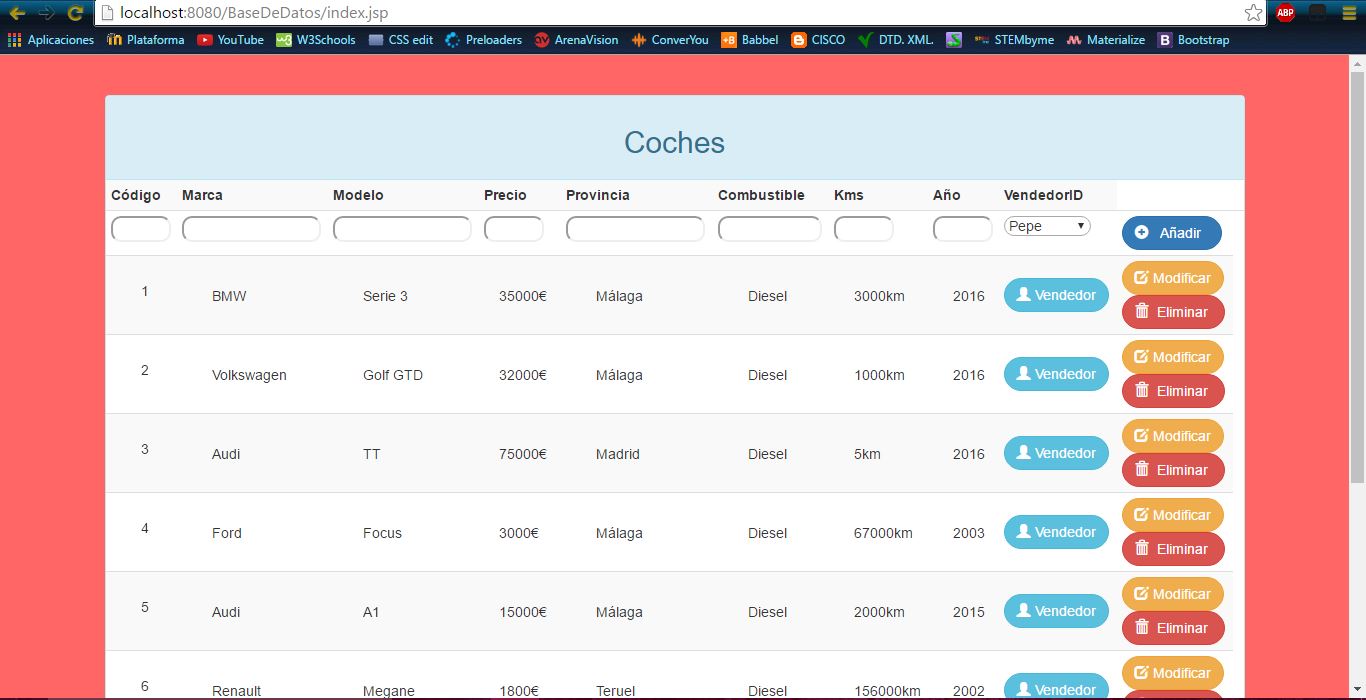 localhost:8080/BaseDeDatos/index.jsp ABP
Aplicaciones Plataforma YouTube W3Schools CSS edit Preloaders ArenaVision ConverYou +B Babbel CISCO DTD. XML. STEMbyme Materialize B Bootstrap
Coches
Código Marca Modelo Precio Provincia Combustible Kms Año VendedorID
Pepe Añadir
1 BMW Serie 3 35000€ Málaga Diesel 3000km 2016 Vendedor Modificar
Eliminar
2 Volkswagen Golf GTD 32000€ Málaga Diesel 1000km 2016 Vendedor Modificar
Eliminar
3 Audi TT 75000€ Madrid Diesel 5km 2016 Vendedor Modificar
Eliminar
4 Ford Focus 3000€ Málaga Diesel 67000km 2003 Vendedor Modificar
Eliminar
5 Audi A1 15000€ Málaga Diesel 2000km 2015 Vendedor Modificar
Eliminar
6 Renault Megane 1800€ Teruel Diesel 156000km 2002 Vendedor Modificar